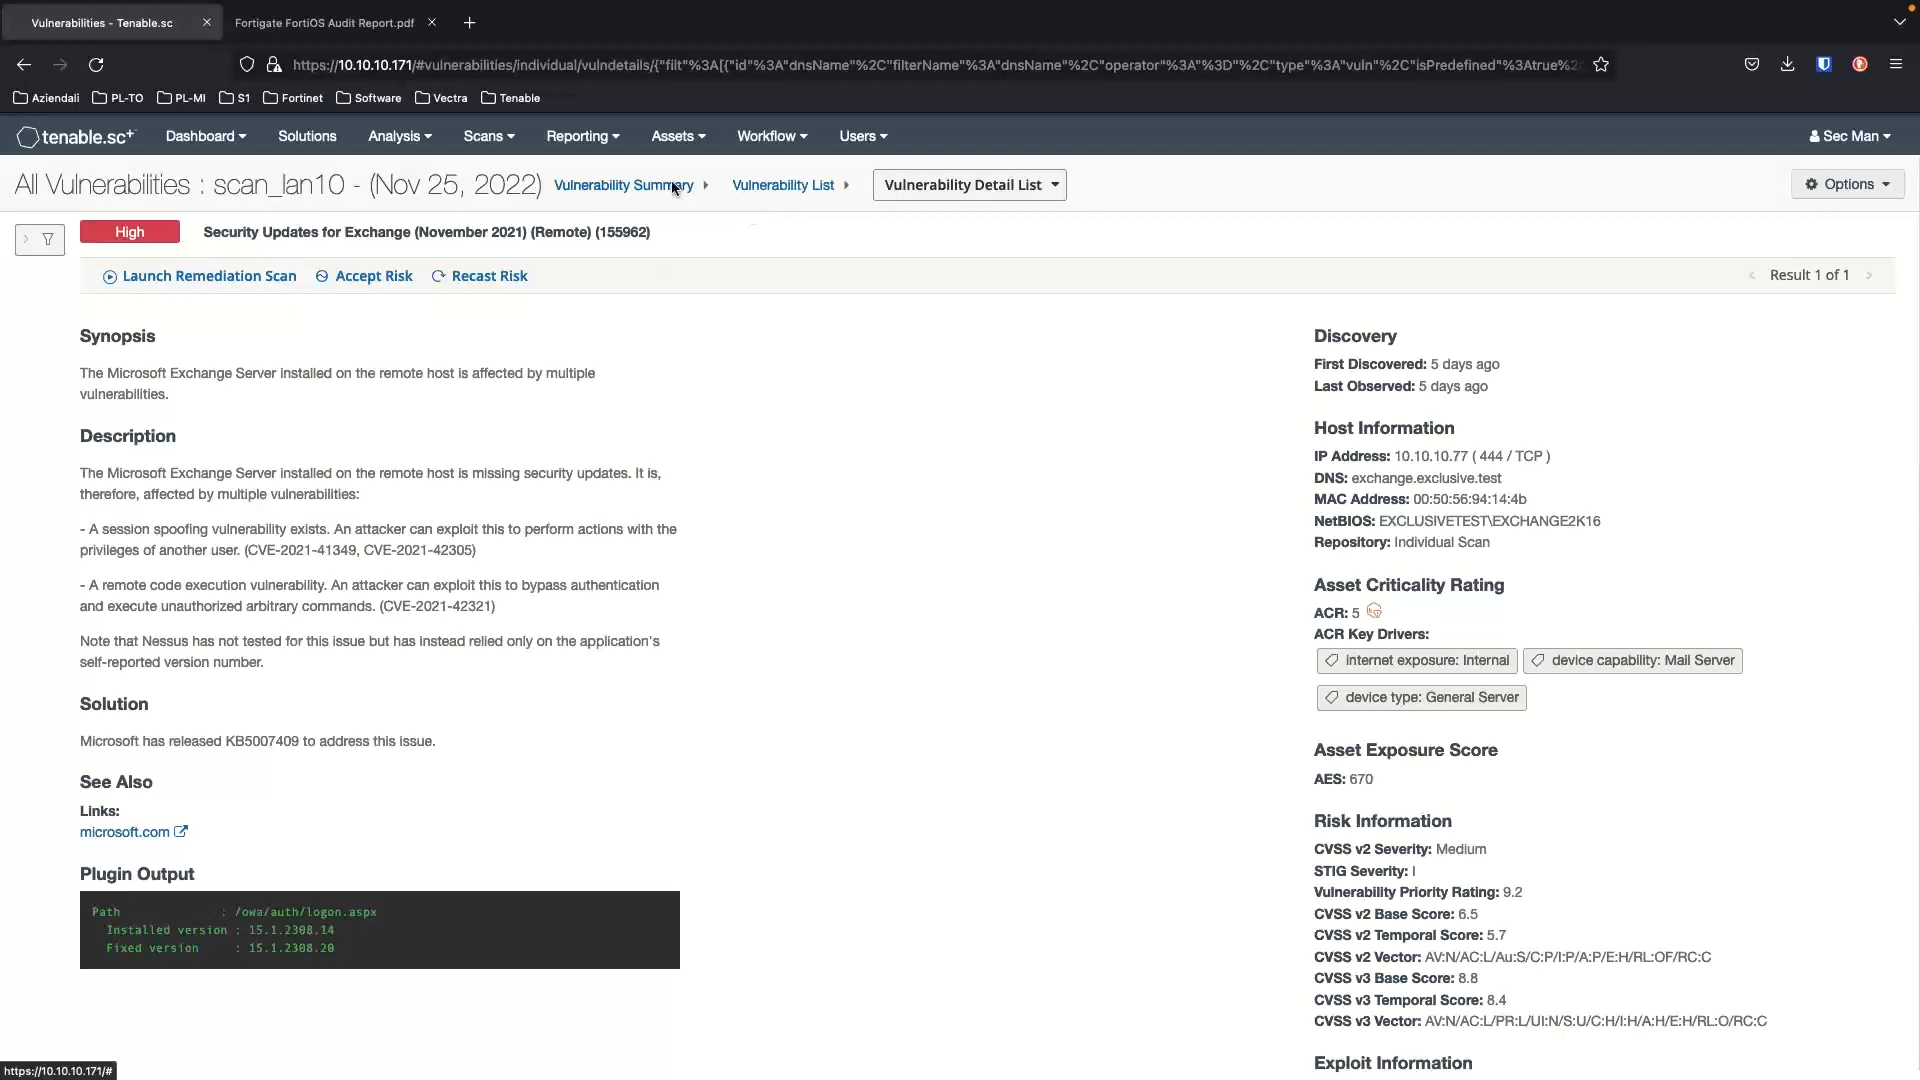 Vulnerabilities - Tenable.sc
Fortigate FortiOS Audit Report.pdf
https://10.10.10.171/#vulnerabilities/individual/vulndetails/{"filt"%3A[{"id"%3A"dnsName"%2C"filterName"%3A"dnsName"%2C"operator"%3A"%3D"%2C"type"%3A"vuln"%2C"isPredefined"%3Atrue%2
Aziendali PL-TO PL-MI S1 Fortinet Software Vectra Tenable
tenable.sc+ Dashboard Solutions Analysis Scans Reporting Assets Workflow Users Sec Man
All Vulnerabilities : scan_lan10 - (Nov 25, 2022) Vulnerability Summary Vulnerability List Vulnerability Detail List Options
High Security Updates for Exchange (November 2021) (Remote) (155962)
Launch Remediation Scan Accept Risk Recast Risk Result 1 of 1
Synopsis
The Microsoft Exchange Server installed on the remote host is affected by multiple
vulnerabilities.
Description
The Microsoft Exchange Server installed on the remote host is missing security updates. It is,
therefore, affected by multiple vulnerabilities:
- A session spoofing vulnerability exists. An attacker can exploit this to perform actions with the
privileges of another user. (CVE-2021-41349, CVE-2021-42305)
- A remote code execution vulnerability. An attacker can exploit this to bypass authentication
and execute unauthorized arbitrary commands. (CVE-2021-42321)
Note that Nessus has not tested for this issue but has instead relied only on the application's
self-reported version number.
Solution
Microsoft has released KB5007409 to address this issue.
See Also
Links:
microsoft.com
Plugin Output
Path : /owa/auth/logon.aspx
Installed version : 15.1.2308.14
Fixed version : 15.1.2308.20
Discovery
First Discovered: 5 days ago
Last Observed: 5 days ago
Host Information
IP Address: 10.10.10.77 ( 444 / TCP )
DNS: exchange.exclusive.test
MAC Address: 00:50:56:94:14:4b
NetBIOS: EXCLUSIVETEST\EXCHANGE2K16
Repository: Individual Scan
Asset Criticality Rating
ACR: 5
ACR Key Drivers:
internet exposure: Internal device capability: Mail Server
device type: General Server
Asset Exposure Score
AES: 670
Risk Information
CVSS v2 Severity: Medium
STIG Severity: I
Vulnerability Priority Rating: 9.2
CVSS v2 Base Score: 6.5
CVSS v2 Temporal Score: 5.7
CVSS v2 Vector: AV:N/AC:L/Au:S/C:P/I:P/A:P/E:H/RL:OF/RC:C
CVSS v3 Base Score: 8.8
CVSS v3 Temporal Score: 8.4
CVSS v3 Vector: AV:N/AC:L/PR:L/UI:N/S:U/C:H/I:H/A:H/E:H/RL:O/RC:C
Exploit Information
https://10.10.10.171/#